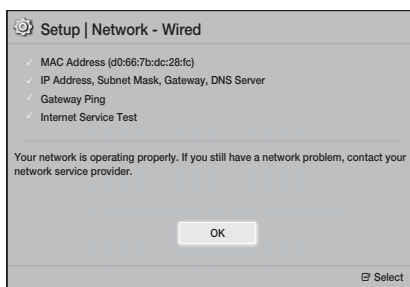 Setup | Network - Wired
MAC Address (d0:66:7b:dc:28:fc)
IP Address, Subnet Mask, Gateway, DNS Server
Gateway Ping
Internet Service Test
Your network is operating properly. If you still have a network problem, contact your
network service provider.
OK
Select